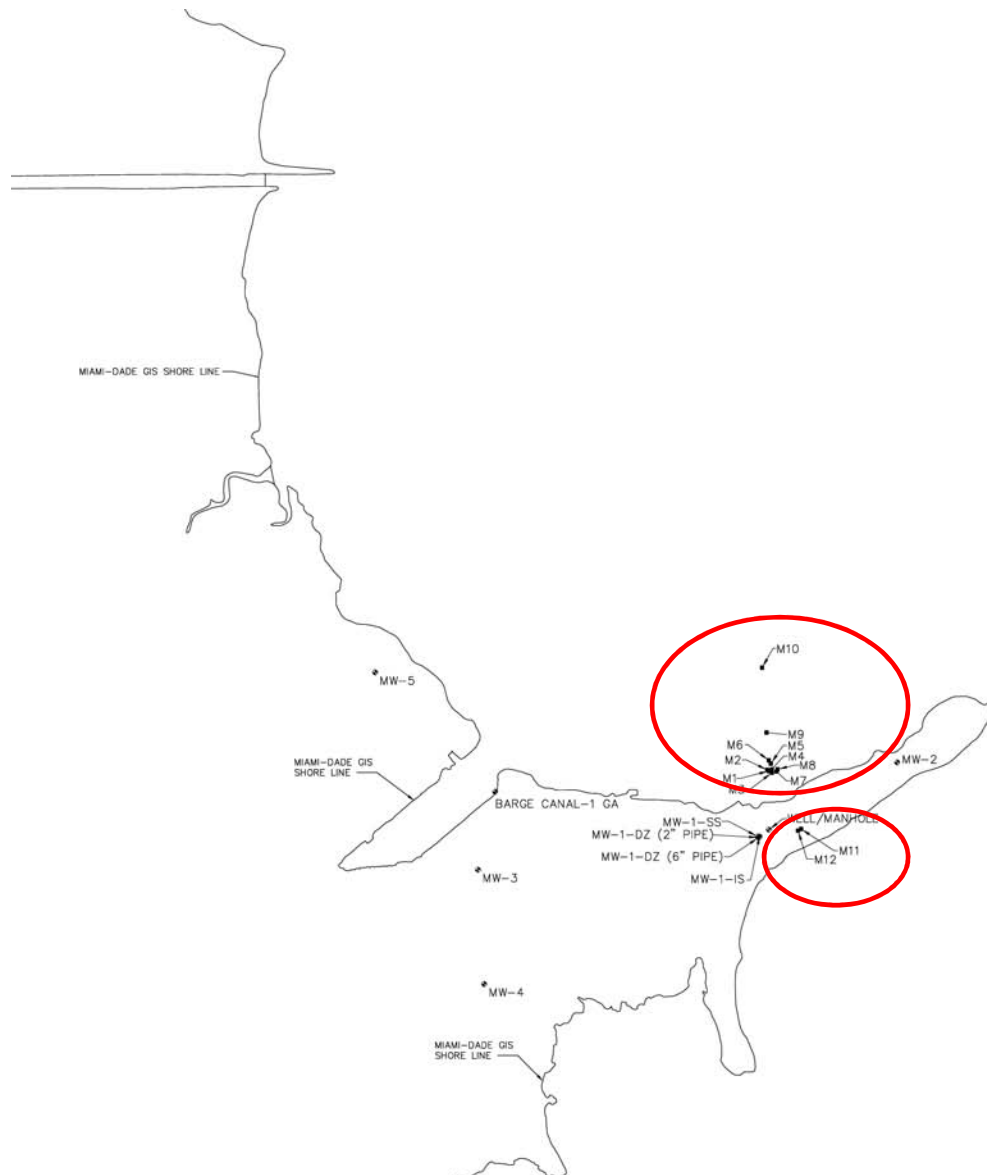 MIAMI-DADE GIS SHORE LINE
M10
MW-5
M9
M6
M5
M2
M4
M8
MW-2
M1
M7
MIAMI-DADE GIS
SHORE LINE
BARGE CANAL-1 GA
MW-1-SS
WELL/MANHOLE
MW-1-DZ (2" PIPE)
M11
MW-1-DZ (6" PIPE)
M12
MW-3
MW-1-IS
MW-4
MIAMI-DADE GIS
SHORE LINE